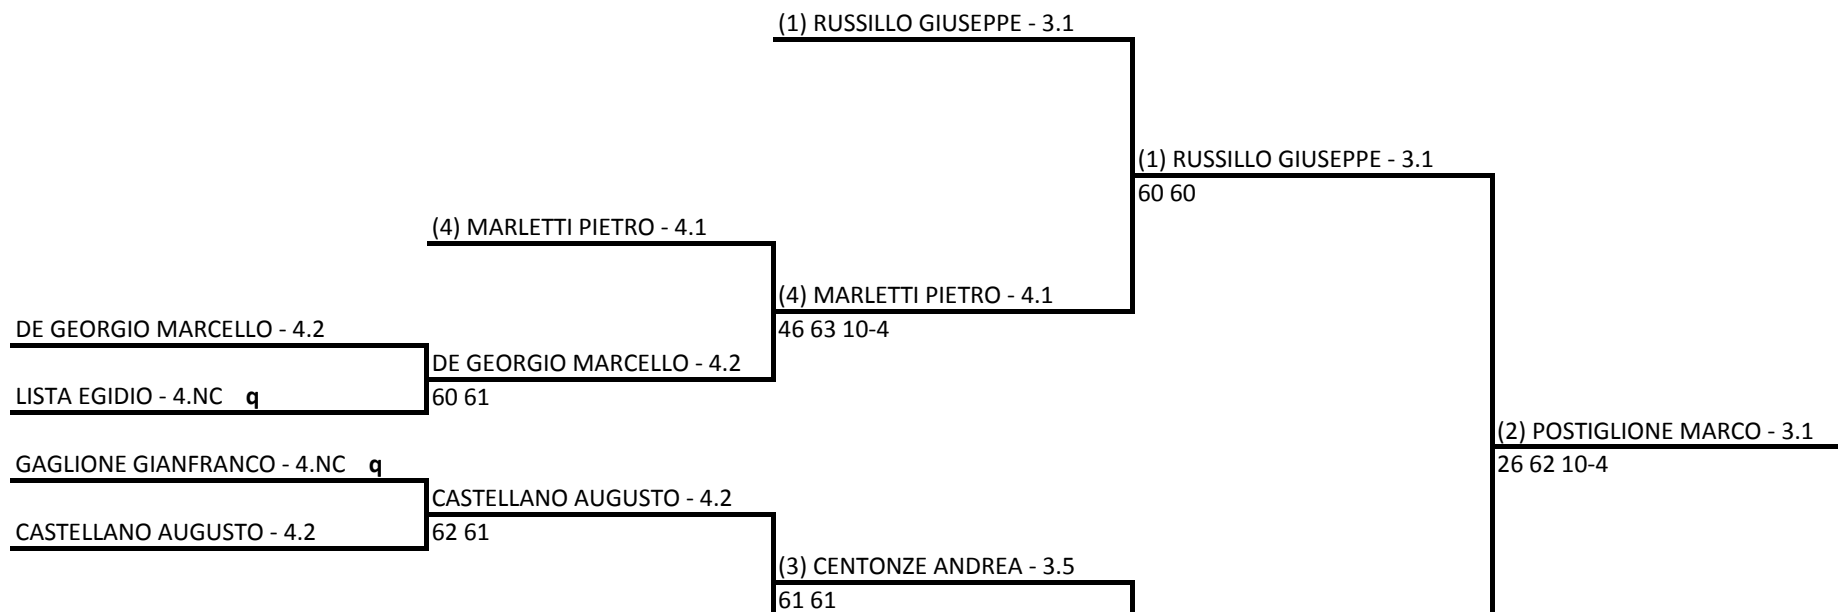 (1) RUSSILLO GIUSEPPE - 3.1
(1) RUSSILLO GIUSEPPE - 3.1
60 60
(4) MARLETTI PIETRO - 4.1
(4) MARLETTI PIETRO - 4.1
46 63 10-4
DE GEORGIO MARCELLO - 4.2
DE GEORGIO MARCELLO - 4.2
60 61
LISTA EGIDIO - 4.NC q
(2) POSTIGLIONE MARCO - 3.1
26 62 10-4
GAGLIONE GIANFRANCO - 4.NC q
CASTELLANO AUGUSTO - 4.2
62 61
CASTELLANO AUGUSTO - 4.2
(3) CENTONZE ANDREA - 3.5
61 61